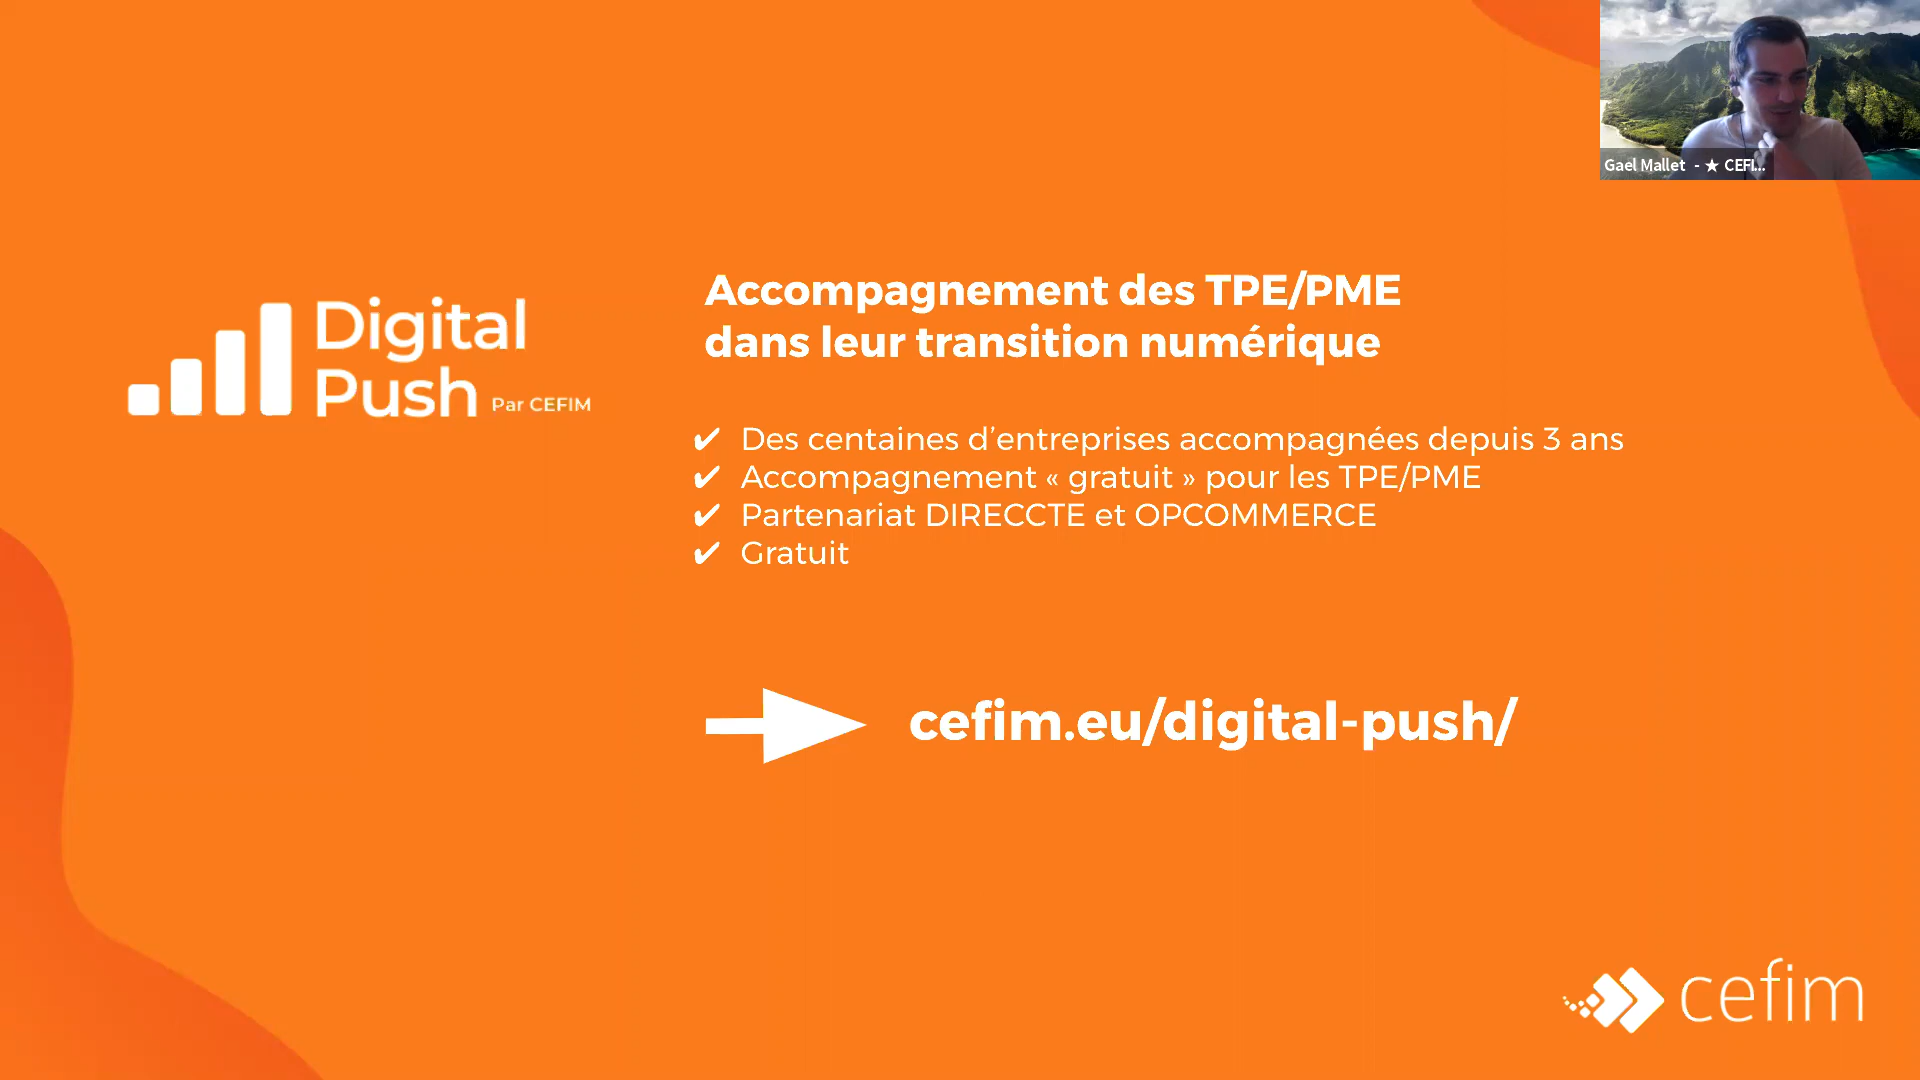 Gael Mallet - ★ CEFI...
Digital
Push Par CEFIM
Accompagnement des TPE/PME
dans leur transition numérique
✔ Des centaines d’entreprises accompagnées depuis 3 ans
✔ Accompagnement « gratuit » pour les TPE/PME
✔ Partenariat DIRECCTE et OPCOMMERCE
✔ Gratuit
cefim.eu/digital-push/
cefim